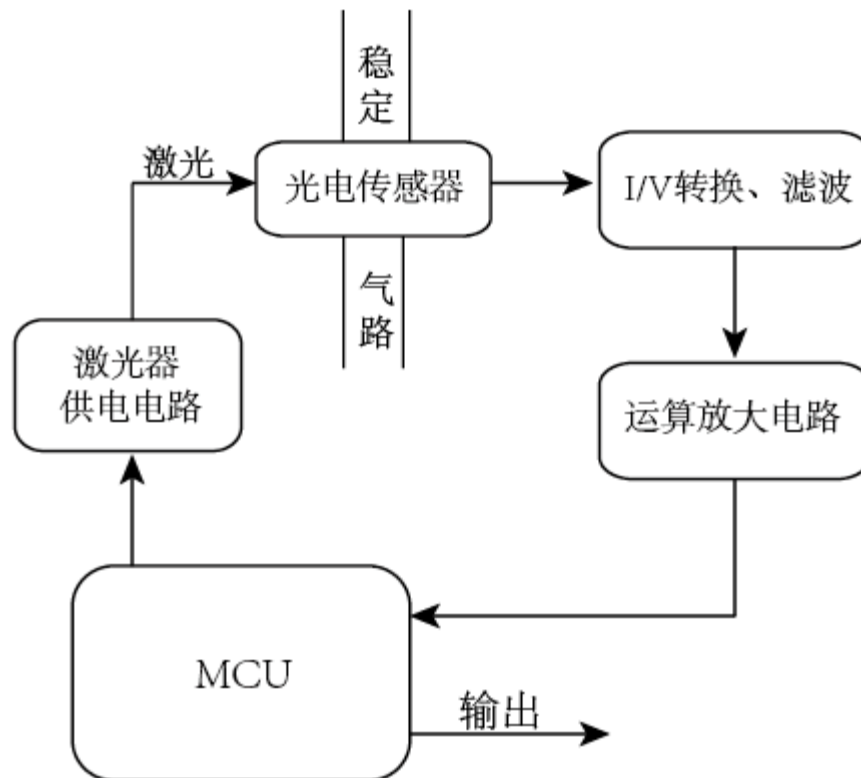 稳定
激光
光电传感器
I/V转换、滤波
气路
激光器
供电电路
运算放大电路
MCU
输出